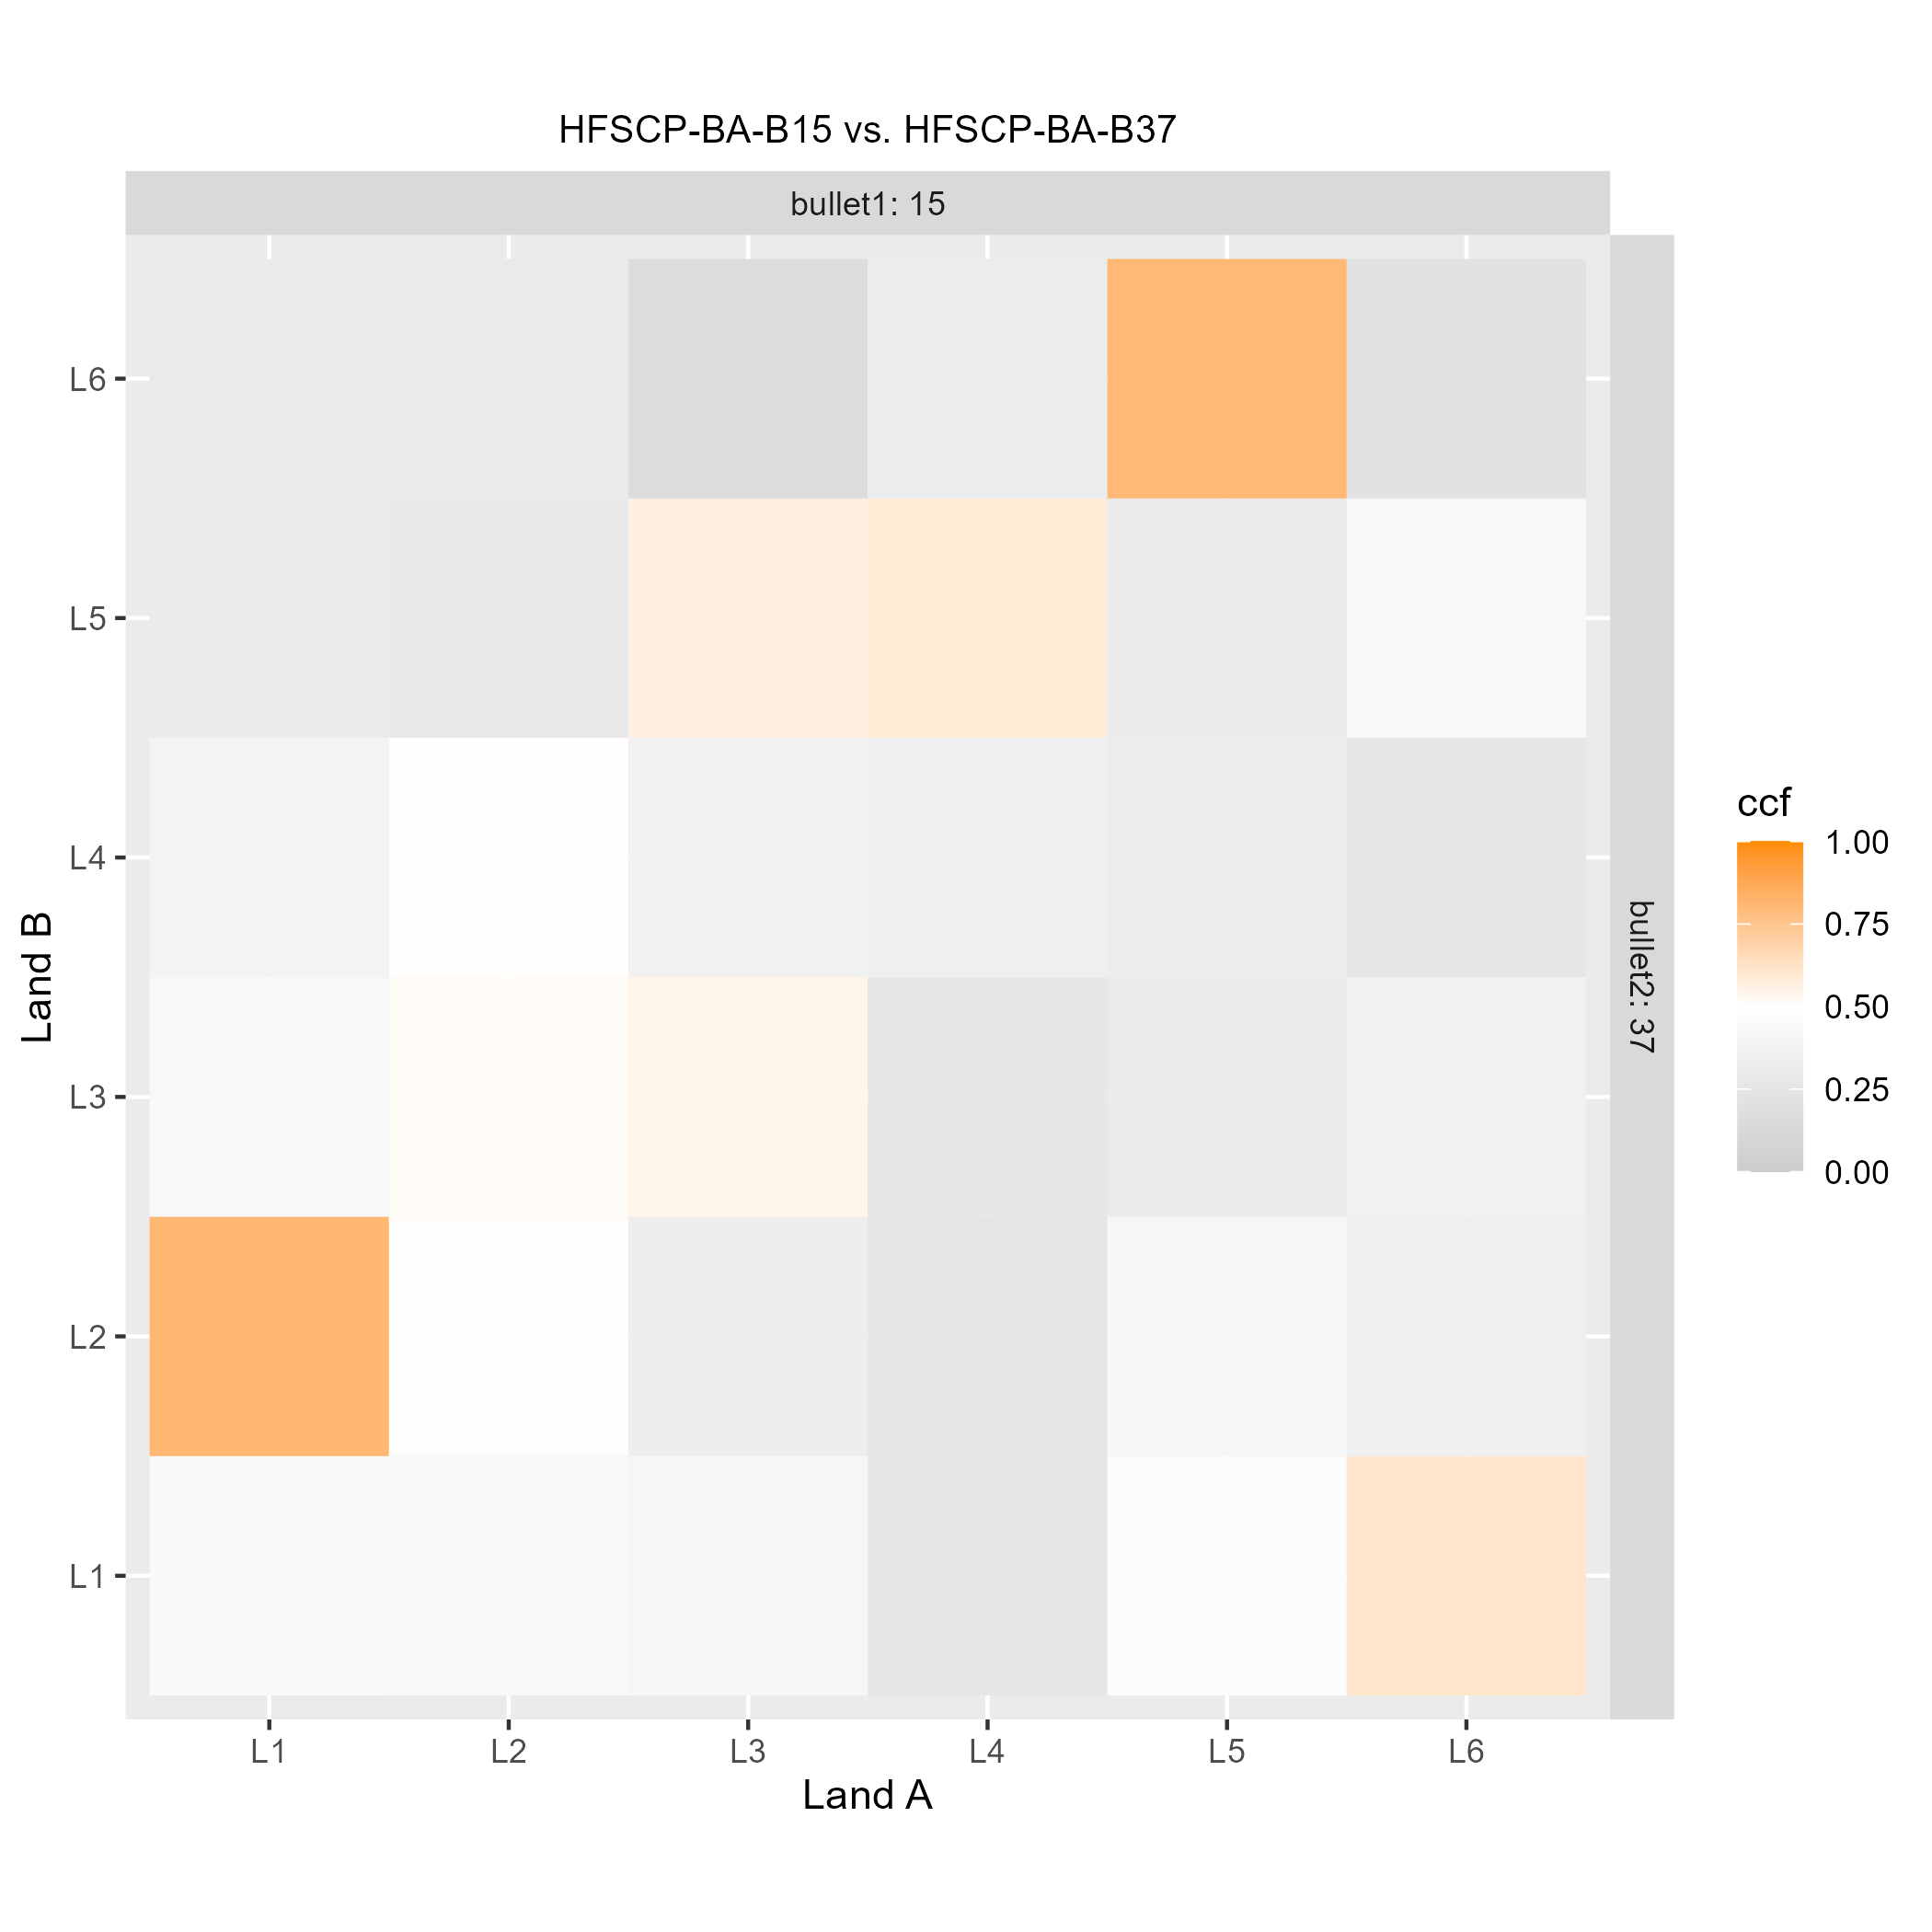 HFSCP-BA-B15 vs. HFSCP-BA-B37
bullet1: 15
L6
L5
L4
L3
L2
L1
Land B
bullet2: 37
ccf
1.00
0.75
0.50
0.25
0.00
L1 L2 L3 L4 L5 L6
Land A